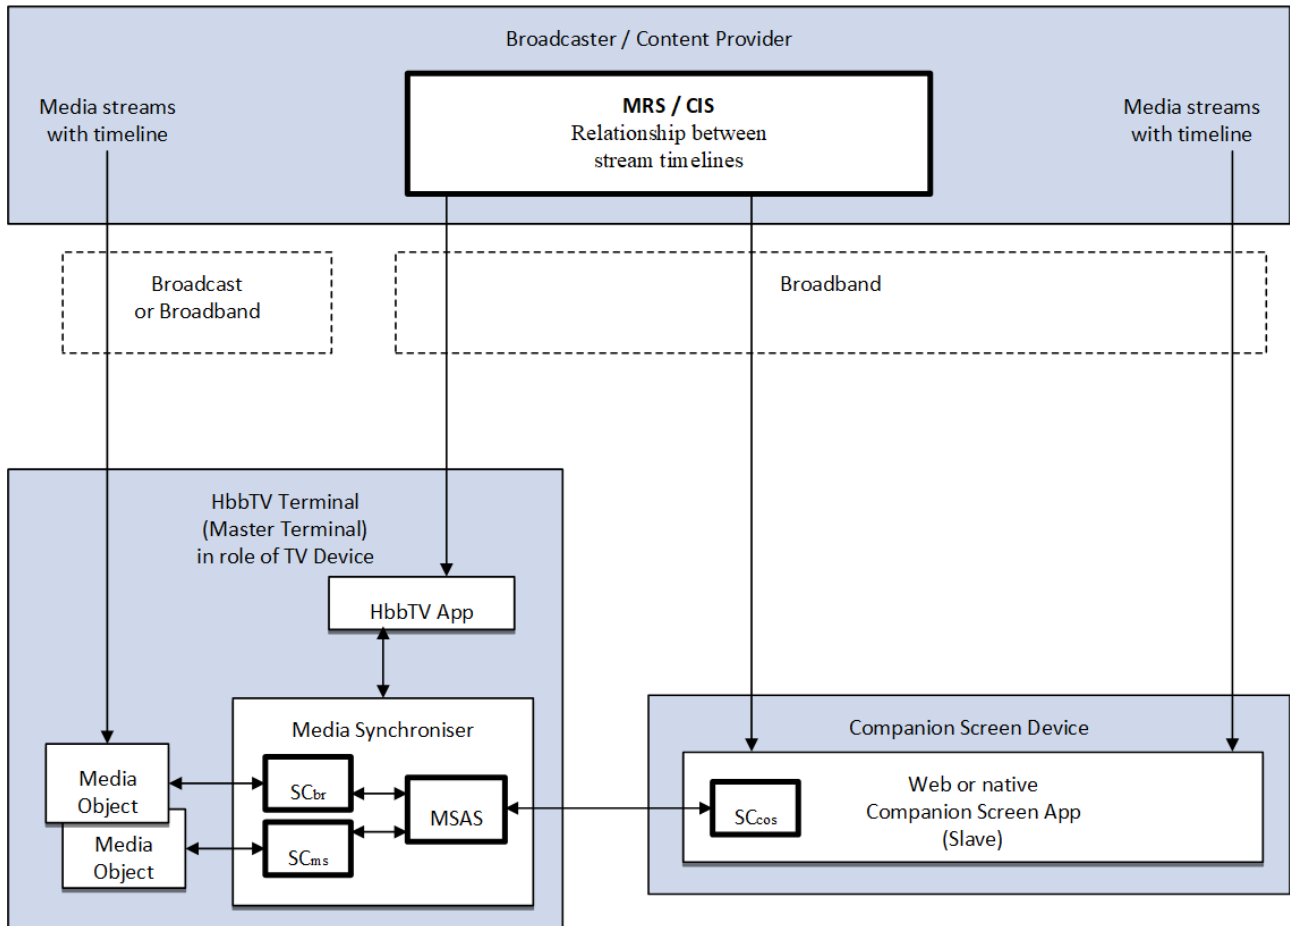 Broadcaster / Content Provider
MRS / CIS
Relationship between
stream timelines
Media streams
with timeline
Media streams
with timeline
Broadcast
or Broadband
Broadband
HbbTV Terminal
(Master Terminal)
in role of TV Device
HbbTV App
Media Synchroniser
Media
Object
Media
Object
SCbr
SCms
MSAS
Companion Screen Device
SCcos
Web or native
Companion Screen App
(Slave)